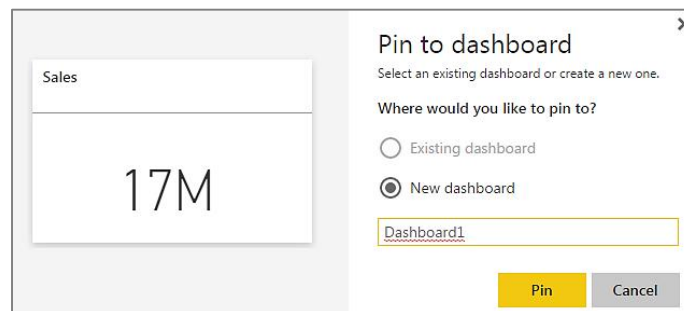 Sales
17M
Pin to dashboard
Select an existing dashboard or create a new one.
Where would you like to pin to?
Existing dashboard
New dashboard
Dashboard1
Pin Cancel